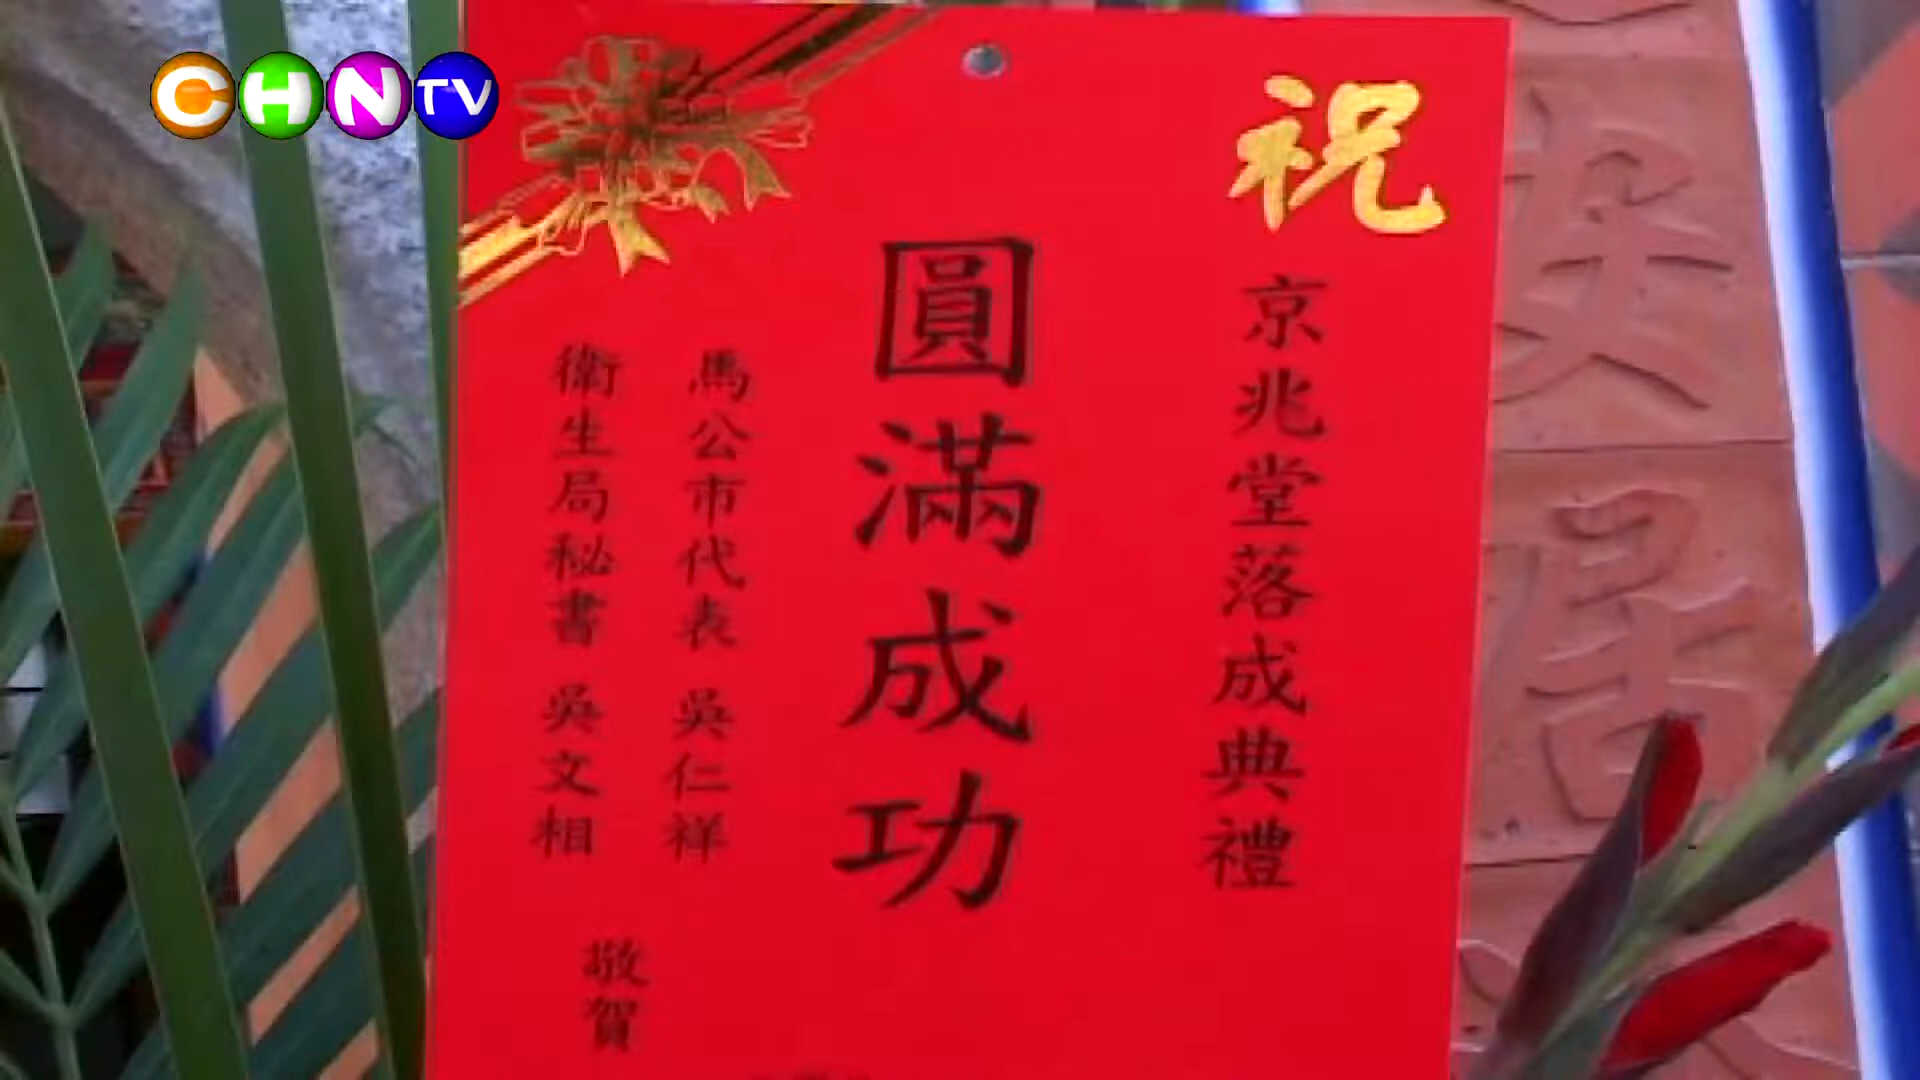 CHNTV
祝
京兆堂落成典禮
圓滿成功
馬公市代表 吳仁祥
衛生局秘書 吳文相
敬賀